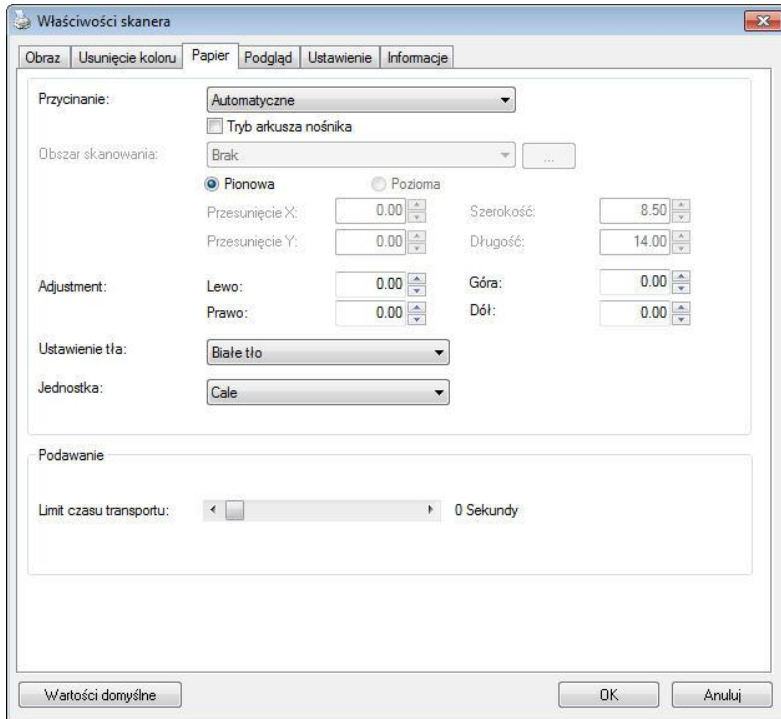 Właściwości skanera
Obraz Usunięcie koloru Papier Podgląd Ustawienie Informacje
Przycinanie: Automatyczne
Tryb arkusza nośnika
Obszar skanowania: Brak ...
Pionowa Pozioma
Przesunięcie X: 0.00 Szerokość: 8.50
Przesunięcie Y: 0.00 Długość: 14.00
Adjustment: Lewo: 0.00 Góra: 0.00
Prawo: 0.00 Dół: 0.00
Ustawienie tła: Białe tło
Jednostka: Cale
Podawanie
Limit czasu transportu: 0 Sekundy
Wartości domyślne OK Anuluj